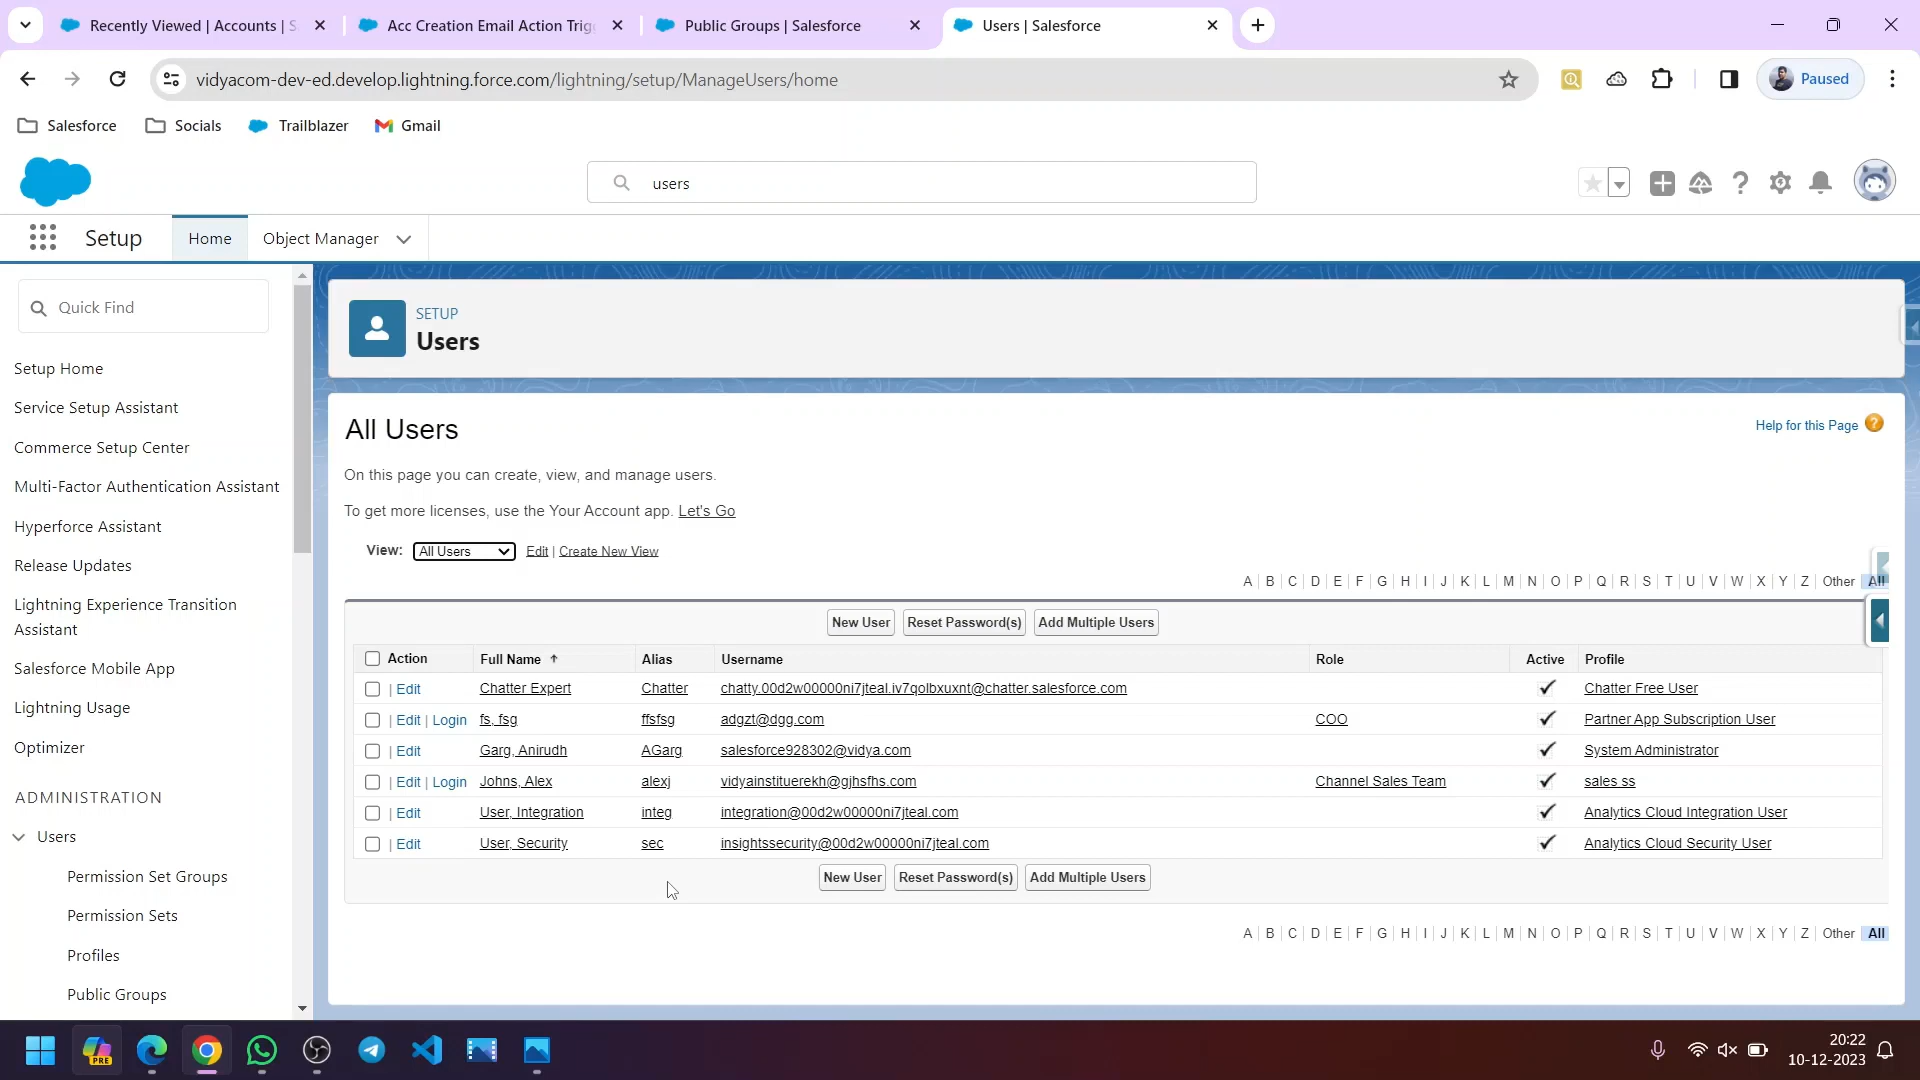 Recently Viewed | Accounts | S
Acc Creation Email Action Trig
Public Groups | Salesforce
Users | Salesforce
vidyacom-dev-ed.develop.lightning.force.com/lightning/setup/ManageUsers/home
Paused
Salesforce
Socials
Trailblazer
Gmail
users
Setup
Home
Object Manager
Quick Find
Setup Home
Service Setup Assistant
Commerce Setup Center
Multi-Factor Authentication Assistant
Hyperforce Assistant
Release Updates
Lightning Experience Transition
Assistant
Salesforce Mobile App
Lightning Usage
Optimizer
ADMINISTRATION
Users
Permission Set Groups
Permission Sets
Profiles
Public Groups
SETUP
Users
All Users
Help for this Page ?
On this page you can create, view, and manage users.
To get more licenses, use the Your Account app. Let's Go
View: All Users Edit | Create New View
A | B | C | D | E | F | G | H | I | J | K | L | M | N | O | P | Q | R | S | T | U | V | W | X | Y | Z | Other | All
New User Reset Password(s) Add Multiple Users
Action Full Name Alias Username Role Active Profile
| Edit Chatter Expert Chatter chatty.00d2w00000ni7jteal.iv7qolbxuxnt@chatter.salesforce.com Chatter Free User
| Edit | Login fs, fsg ffsfsg adgzt@dgg.com COO Partner App Subscription User
| Edit Garg, Anirudh AGarg salesforce928302@vidya.com System Administrator
| Edit | Login Johns, Alex alexj vidyainstituerekh@gjhsfhs.com Channel Sales Team sales ss
| Edit User, Integration integ integration@00d2w00000ni7jteal.com Analytics Cloud Integration User
| Edit User, Security sec insightssecurity@00d2w00000ni7jteal.com Analytics Cloud Security User
New User Reset Password(s) Add Multiple Users
A | B | C | D | E | F | G | H | I | J | K | L | M | N | O | P | Q | R | S | T | U | V | W | X | Y | Z | Other | All
PRE
20:22
10-12-2023